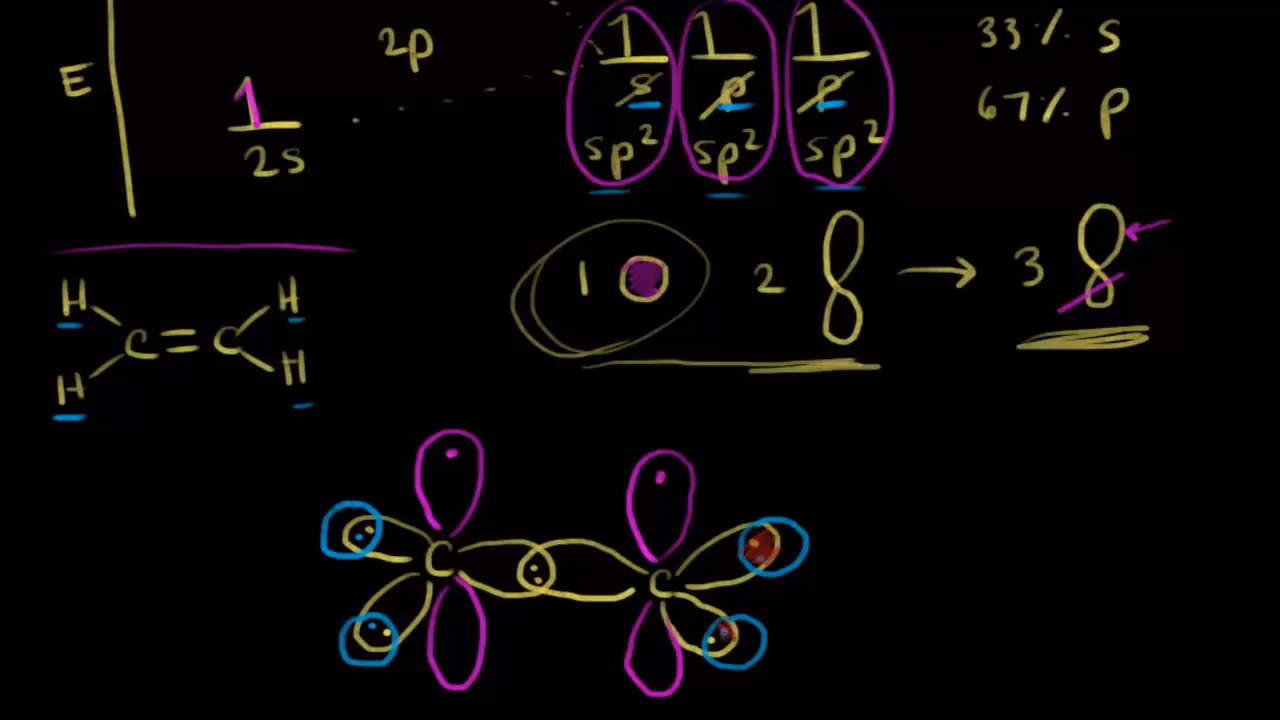 1 1 1
2p
33% s
E
s p p
1
67% p
2s
sp² sp² sp²
1 2 → 3
H H
C = C
H H
C C